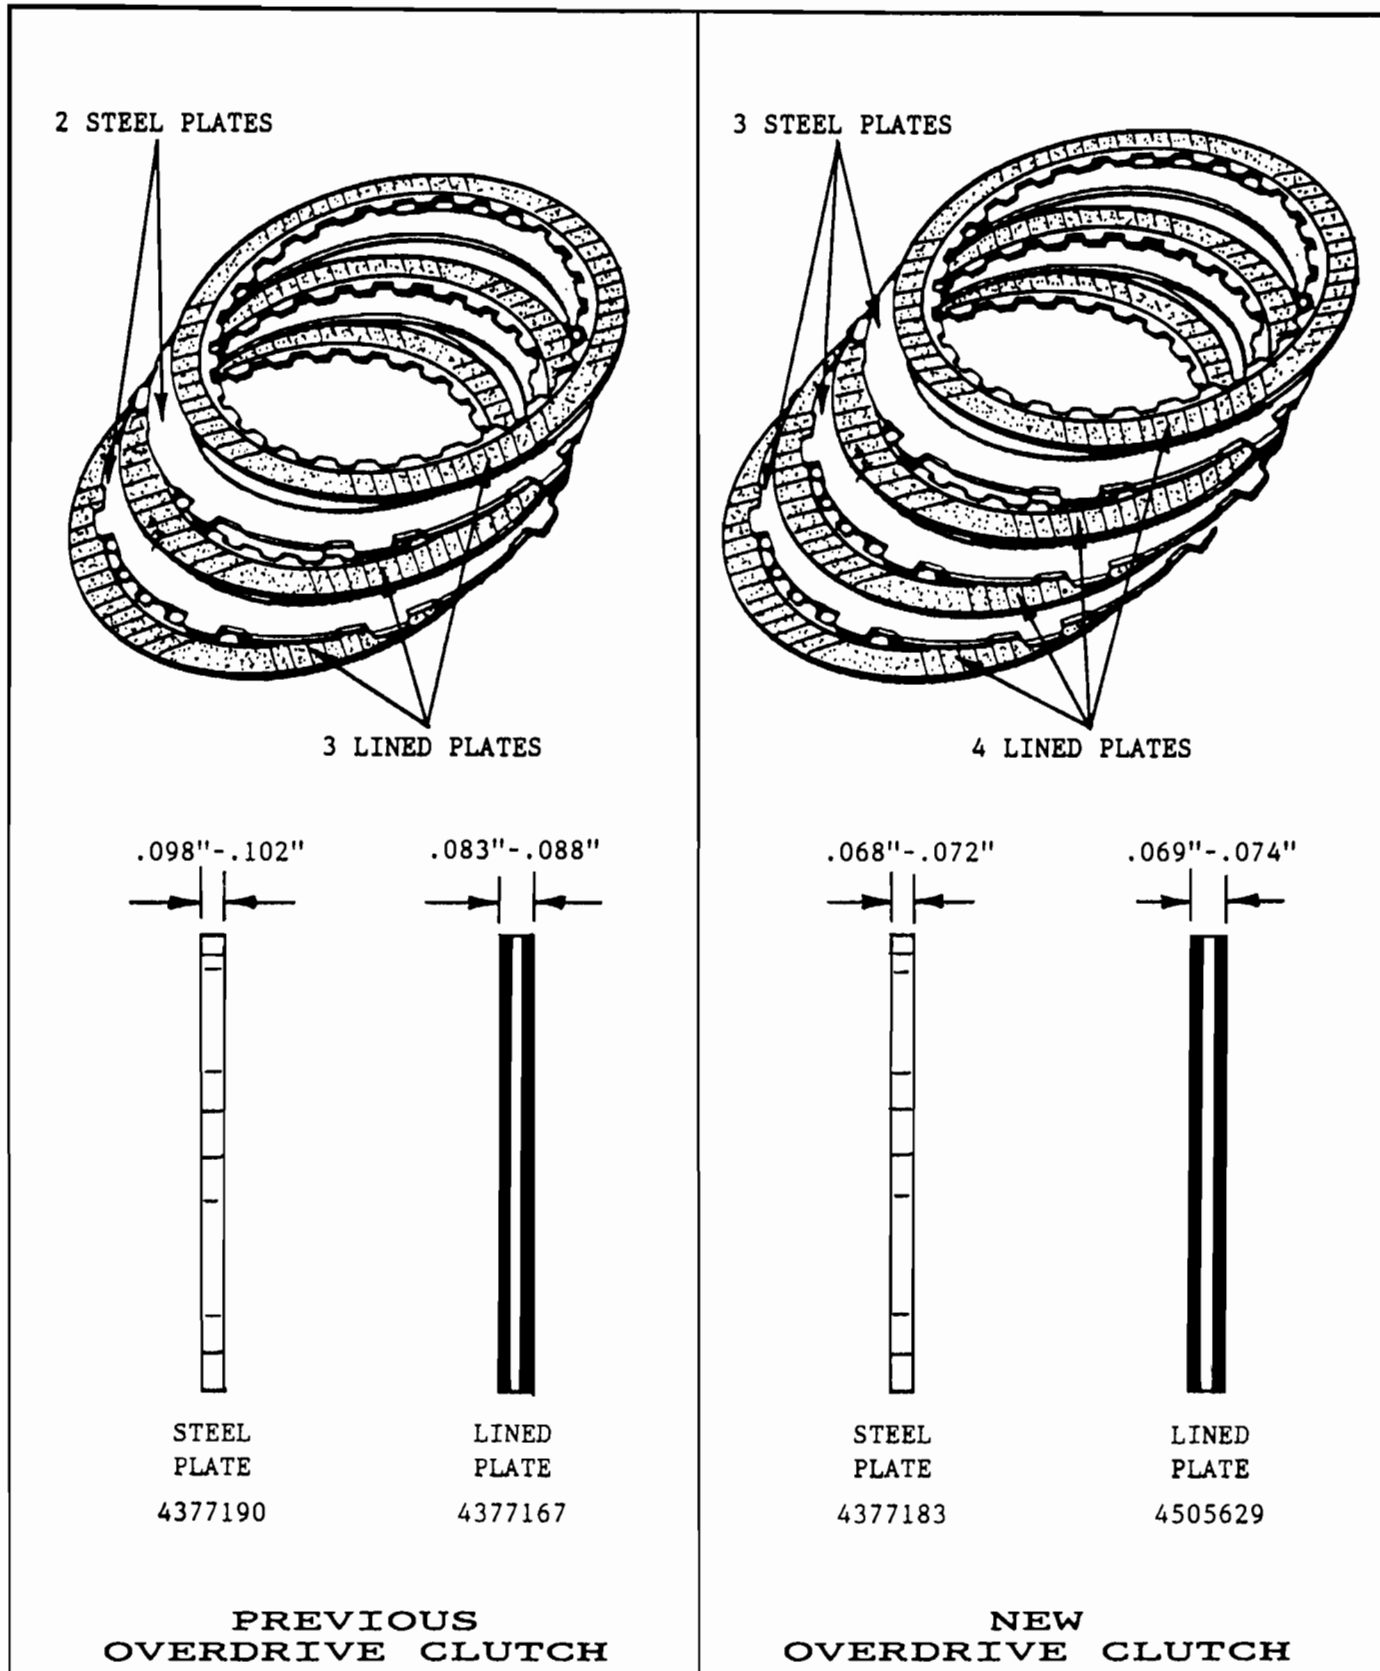 2 STEEL PLATES
3 LINED PLATES
.098"-.102"
.083"-.088"
STEEL
PLATE
4377190
LINED
PLATE
4377167
PREVIOUS
OVERDRIVE CLUTCH
3 STEEL PLATES
4 LINED PLATES
.068"-.072"
.069"-.074"
STEEL
PLATE
4377183
LINED
PLATE
4505629
NEW
OVERDRIVE CLUTCH